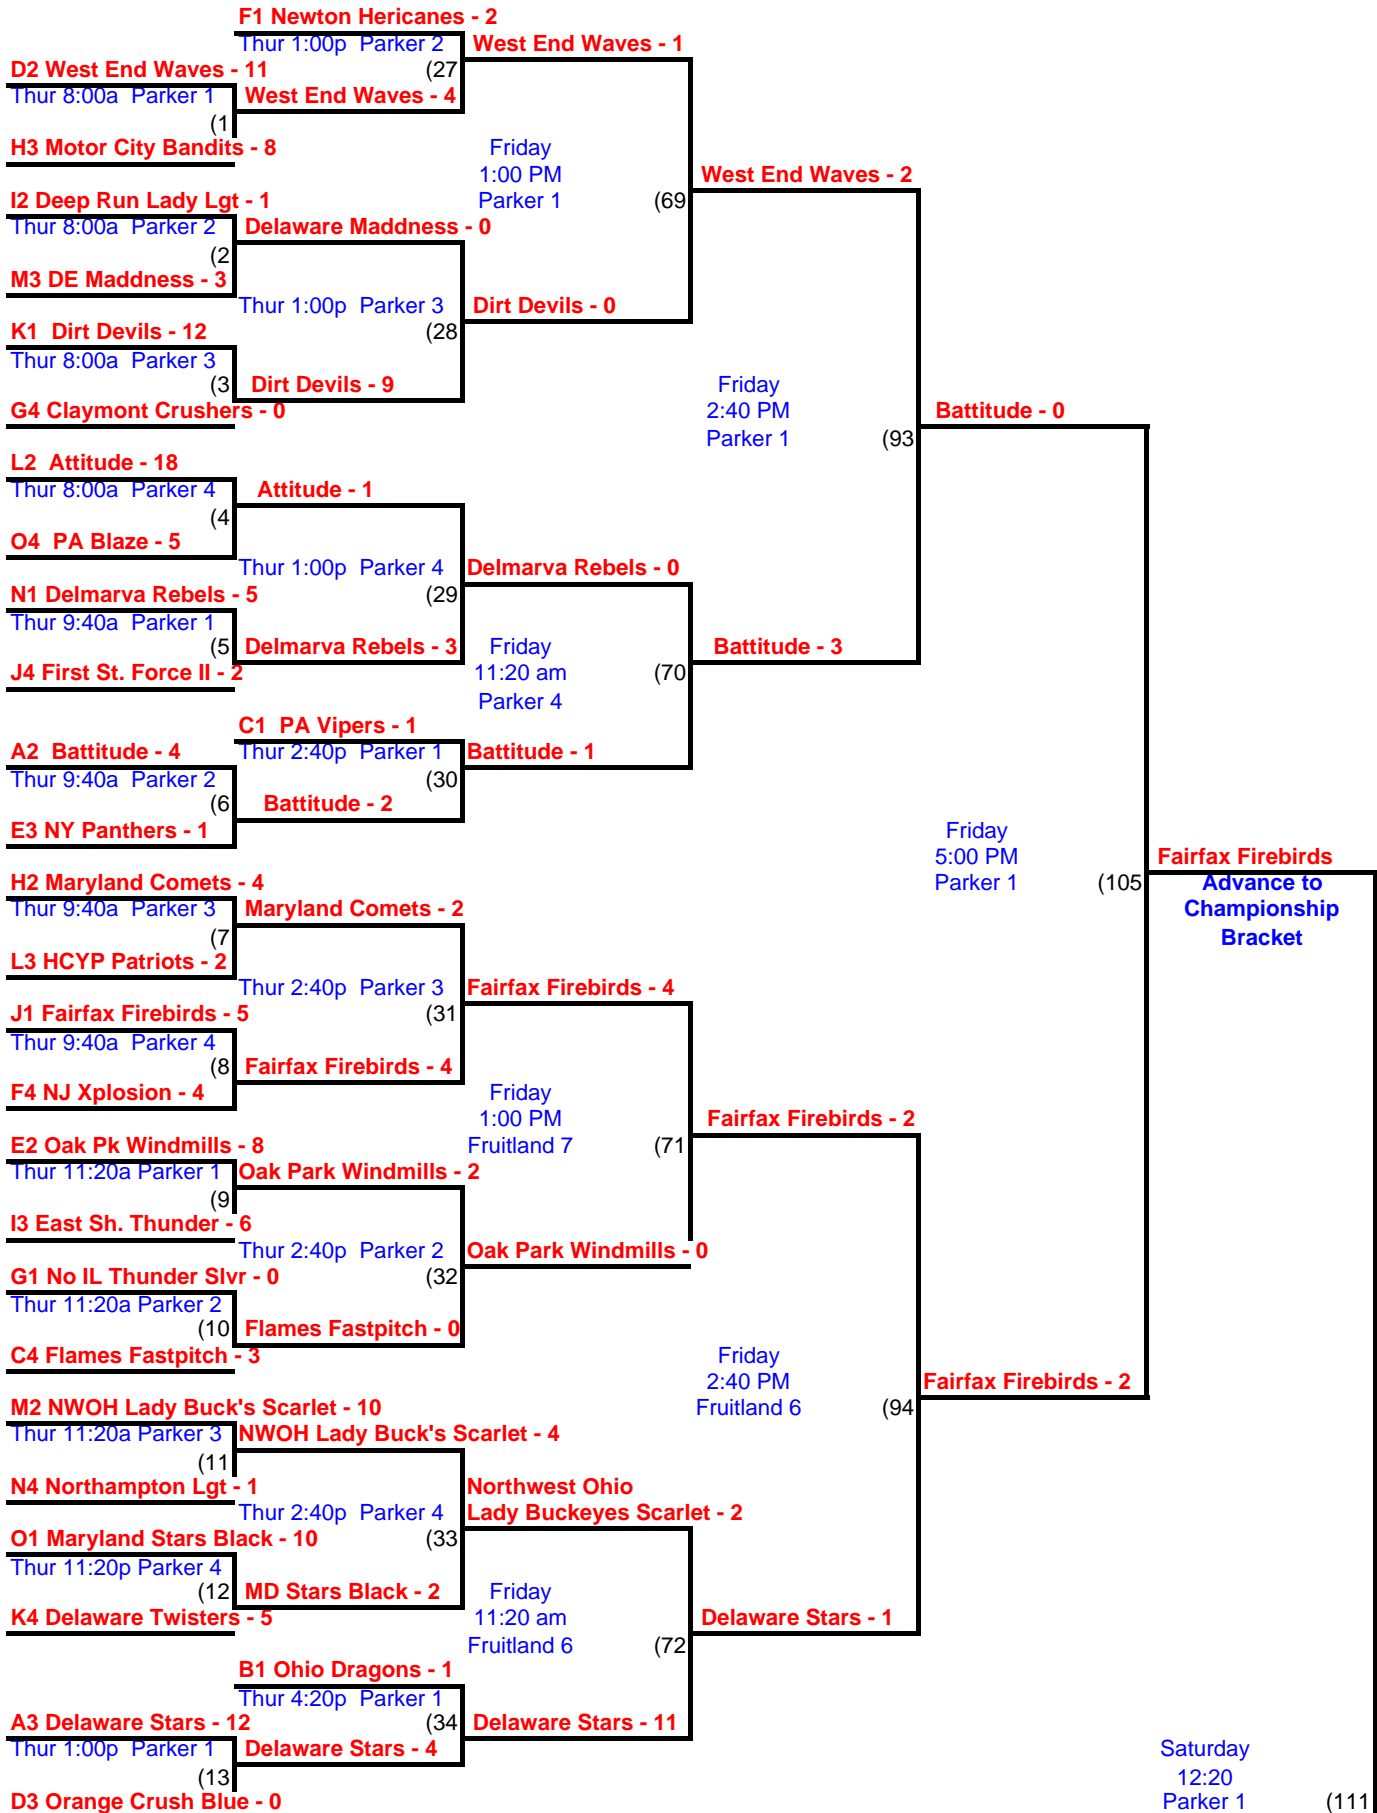 F1 Newton Hericanes - 2
Thur 1:00p Parker 2
West End Waves - 1
D2 West End Waves - 11
(27
Thur 8:00a Parker 1
West End Waves - 4
(1
H3 Motor City Bandits - 8
Friday
1:00 PM
Parker 1
(69
West End Waves - 2
I2 Deep Run Lady Lgt - 1
Thur 8:00a Parker 2
Delaware Maddness - 0
(2
M3 DE Maddness - 3
Thur 1:00p Parker 3
Dirt Devils - 0
K1 Dirt Devils - 12
(28
Thur 8:00a Parker 3
(3
Dirt Devils - 9
G4 Claymont Crushers - 0
Friday
2:40 PM
Parker 1
(93
Battitude - 0
L2 Attitude - 18
Thur 8:00a Parker 4
Attitude - 1
(4
O4 PA Blaze - 5
Thur 1:00p Parker 4
Delmarva Rebels - 0
N1 Delmarva Rebels - 5
(29
Thur 9:40a Parker 1
(5
Delmarva Rebels - 3
J4 First St. Force II - 2
Friday
11:20 am
Parker 4
(70
Battitude - 3
C1 PA Vipers - 1
A2 Battitude - 4
Thur 2:40p Parker 1
Battitude - 1
Thur 9:40a Parker 2
(30
(6
Battitude - 2
E3 NY Panthers - 1
Friday
5:00 PM
Parker 1
(105
Fairfax Firebirds
Advance to
Championship
Bracket
H2 Maryland Comets - 4
Thur 9:40a Parker 3
Maryland Comets - 2
(7
L3 HCYP Patriots - 2
Thur 2:40p Parker 3
Fairfax Firebirds - 4
J1 Fairfax Firebirds - 5
(31
Thur 9:40a Parker 4
(8
Fairfax Firebirds - 4
F4 NJ Xplosion - 4
Friday
1:00 PM
Fruitland 7
(71
Fairfax Firebirds - 2
E2 Oak Pk Windmills - 8
Thur 11:20a Parker 1
Oak Park Windmills - 2
(9
I3 East Sh. Thunder - 6
Thur 2:40p Parker 2
Oak Park Windmills - 0
G1 No IL Thunder Slvr - 0
(32
Thur 11:20a Parker 2
(10
Flames Fastpitch - 0
C4 Flames Fastpitch - 3
Friday
2:40 PM
Fruitland 6
(94
Fairfax Firebirds - 2
M2 NWOH Lady Buck's Scarlet - 10
Thur 11:20a Parker 3
NWOH Lady Buck's Scarlet - 4
(11
N4 Northampton Lgt - 1
Northwest Ohio
Lady Buckeyes Scarlet - 2
Thur 2:40p Parker 4
O1 Maryland Stars Black - 10
(33
Thur 11:20p Parker 4
(12
MD Stars Black - 2
K4 Delaware Twisters - 5
Friday
11:20 am
Fruitland 6
(72
Delaware Stars - 1
B1 Ohio Dragons - 1
Thur 4:20p Parker 1
A3 Delaware Stars - 12
(34
Delaware Stars - 11
Thur 1:00p Parker 1
Delaware Stars - 4
(13
D3 Orange Crush Blue - 0
Saturday
12:20
Parker 1
(111